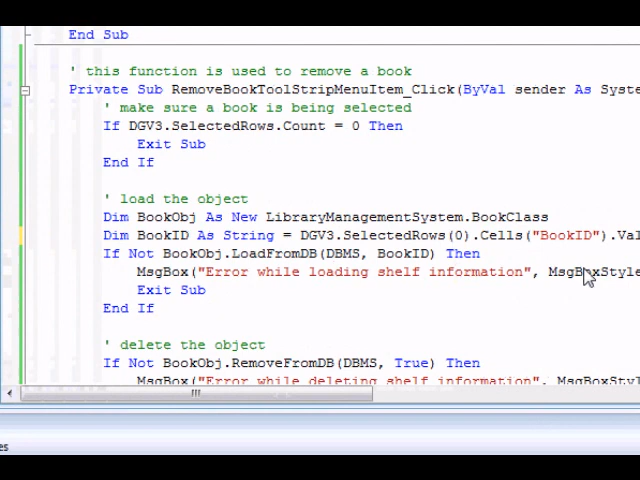 End Sub
' this function is used to remove a book
Private Sub RemoveBookToolStripMenuItem_Click(ByVal sender As Syste
' make sure a book is being selected
If DGV3.SelectedRows.Count = 0 Then
Exit Sub
End If
' load the object
Dim BookObj As New LibraryManagementSystem.BookClass
Dim BookID As String = DGV3.SelectedRows(0).Cells("BookID").Val
If Not BookObj.LoadFromDB(DBMS, BookID) Then
MsgBox("Error while loading shelf information", MsgBoxStyle
Exit Sub
End If
' delete the object
If Not BookObj.RemoveFromDB(DBMS, True) Then
MsgBox("Error while deleting shelf information", MsgBoxStyl
es